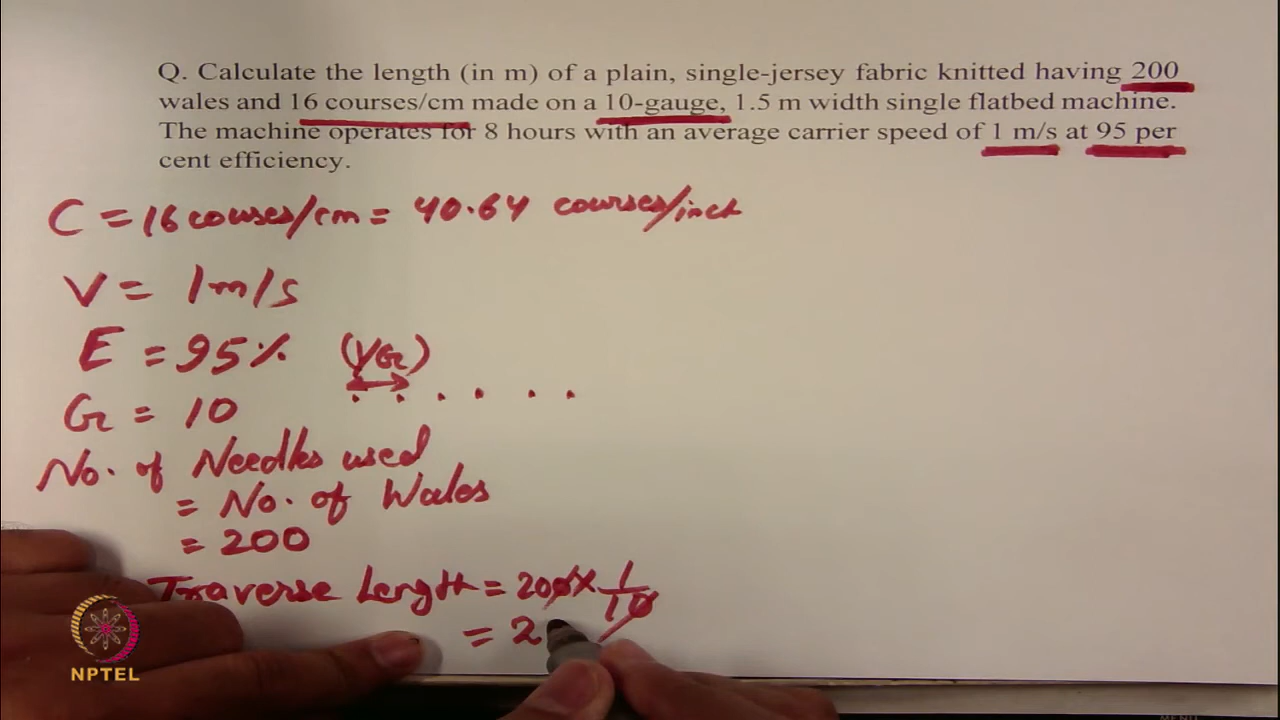 Q. Calculate the length (in m) of a plain, single-jersey fabric knitted having 200
wales and 16 courses/cm made on a 10-gauge, 1.5 m width single flatbed machine.
The machine operates for 8 hours with an average carrier speed of 1 m/s at 95 per
cent efficiency.
C = 16 courses/cm = 40.64 courses/inch
V = 1m/s
E = 95% (1/G)
G = 10
No. of Needles used
= No. of Wales
= 200
Traverse Length = 200 × 1/10
= 2
NPTEL